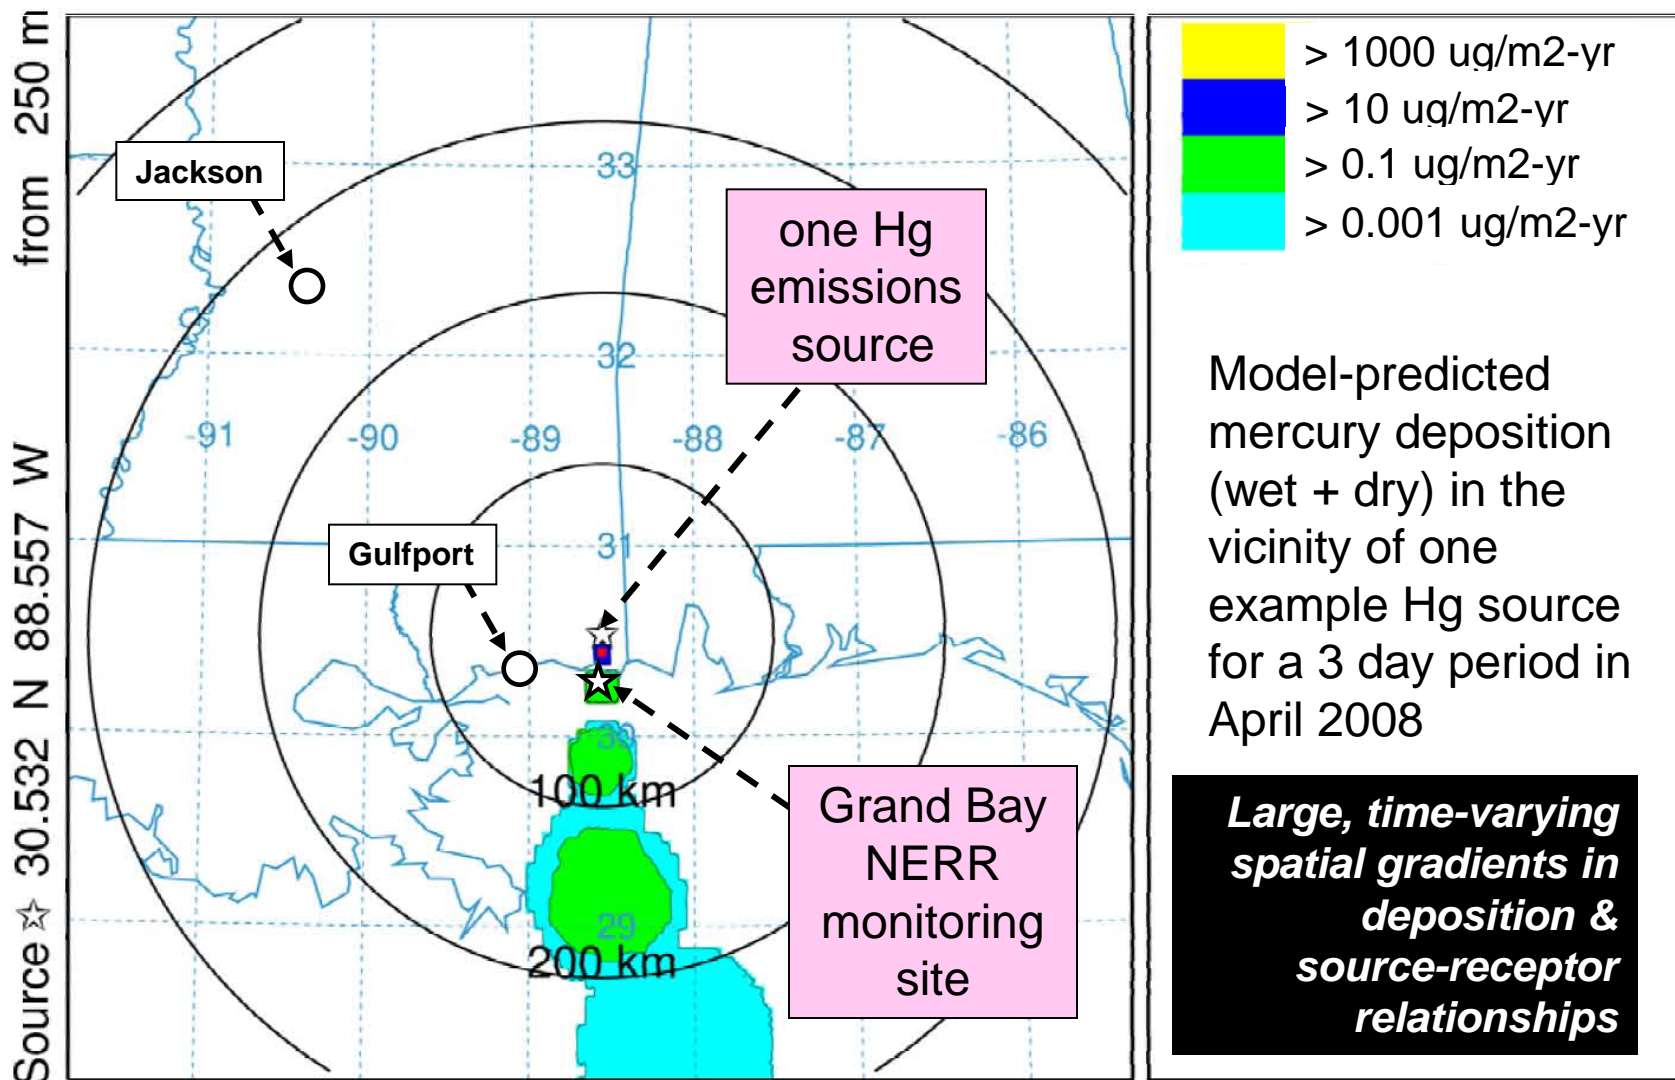 Source ☆ 30.532 N 88.557 W from 250 m
Jackson
33
one Hg
emissions
source
32
-91
-90
-89
-88
-87
-86
Gulfport
31
30
100 km
Grand Bay
NERR
monitoring
site
29
200 km
> 1000 ug/m2-yr
> 10 ug/m2-yr
> 0.1 ug/m2-yr
> 0.001 ug/m2-yr
Model-predicted
mercury deposition
(wet + dry) in the
vicinity of one
example Hg source
for a 3 day period in
April 2008
Large, time-varying
spatial gradients in
deposition &
source-receptor
relationships